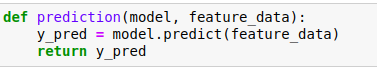 def prediction(model, feature_data):
    y_pred = model.predict(feature_data)
    return y_pred